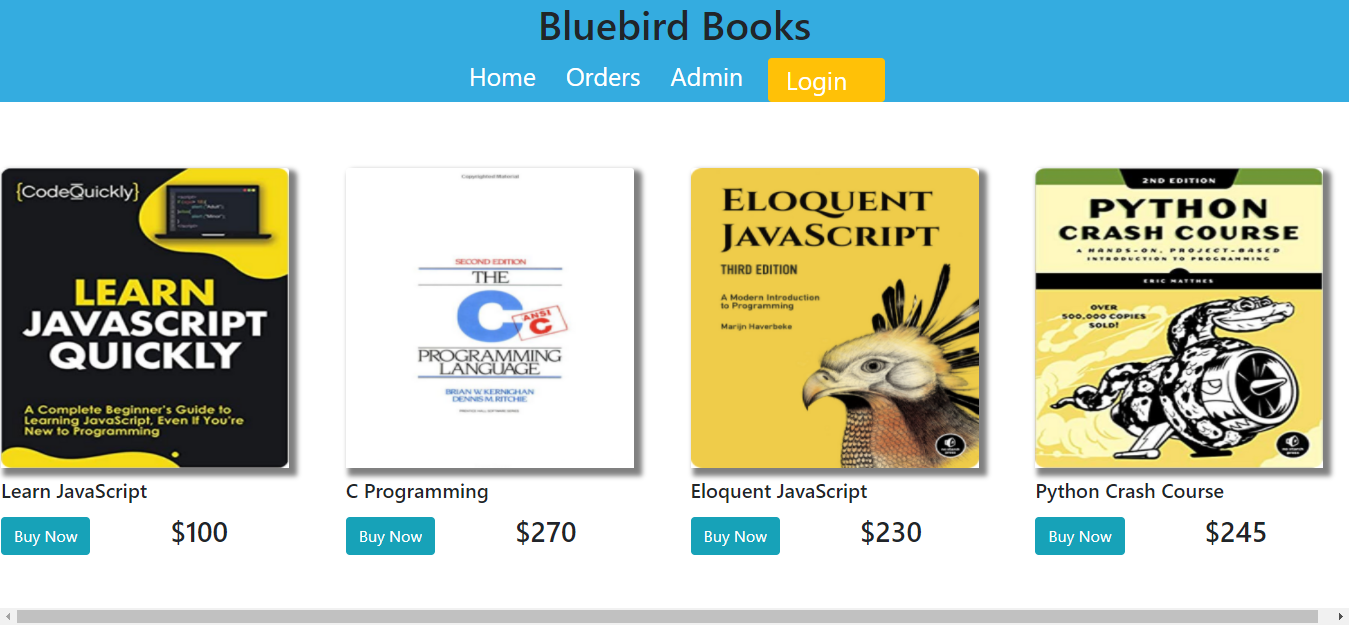 Bluebird Books
Home Orders Admin Login
{CodeQuickly}
LEARN
JAVASCRIPT
QUICKLY
A Complete Beginner's Guide to
Learning JavaScript, Even If You're
New to Programming
Learn JavaScript
Buy Now $100
Copyrighted Material
SECOND EDITION
THE
C
ANSI
C
PROGRAMMING
LANGUAGE
BRIAN W. KERNIGHAN
DENNIS M. RITCHIE
PRENTICE HALL SOFTWARE SERIES
C Programming
Buy Now $270
ELOQUENT
JAVASCRIPT
THIRD EDITION
A Modern Introduction
to Programming
Marijn Haverbeke
Eloquent JavaScript
Buy Now $230
2ND EDITION
PYTHON
CRASH COURSE
A HANDS-ON, PROJECT-BASED
INTRODUCTION TO PROGRAMMING
ERIC MATTHES
OVER
500,000 COPIES
SOLD!
Python Crash Course
Buy Now $245